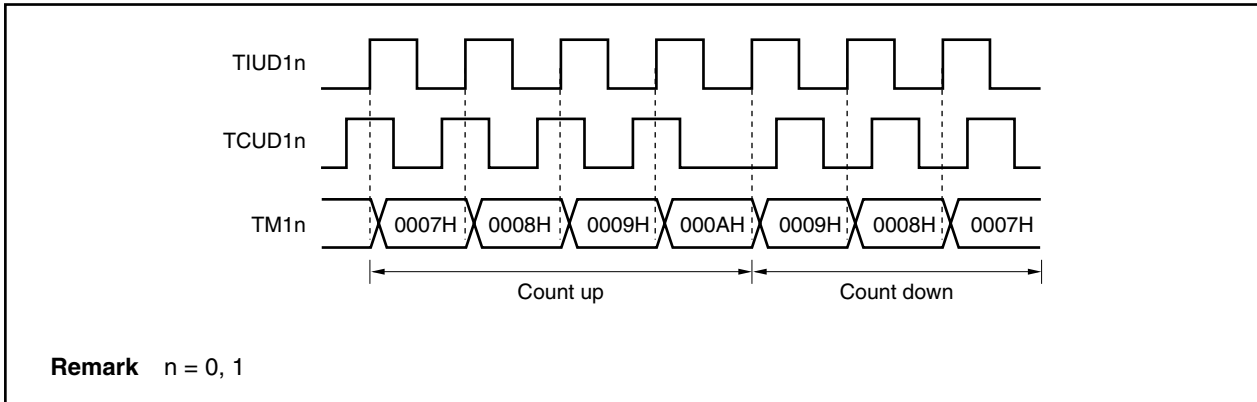 TIUD1n
TCUD1n
TM1n 0007H 0008H 0009H 000AH 0009H 0008H 0007H
Count up Count down
Remark n = 0, 1